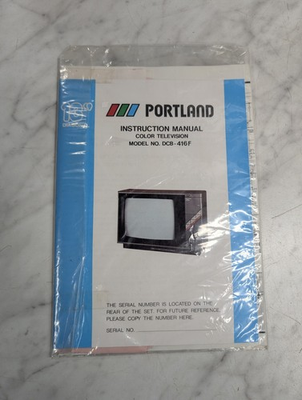 PORTLAND
INSTRUCTION MANUAL
COLOR TELEVISION
MODEL NO. DCB-416F
THE SERIAL NUMBER IS LOCATED ON THE
REAR OF THE SET. FOR FUTURE REFERENCE,
PLEASE COPY THE NUMBER HERE.
SERIAL NO.